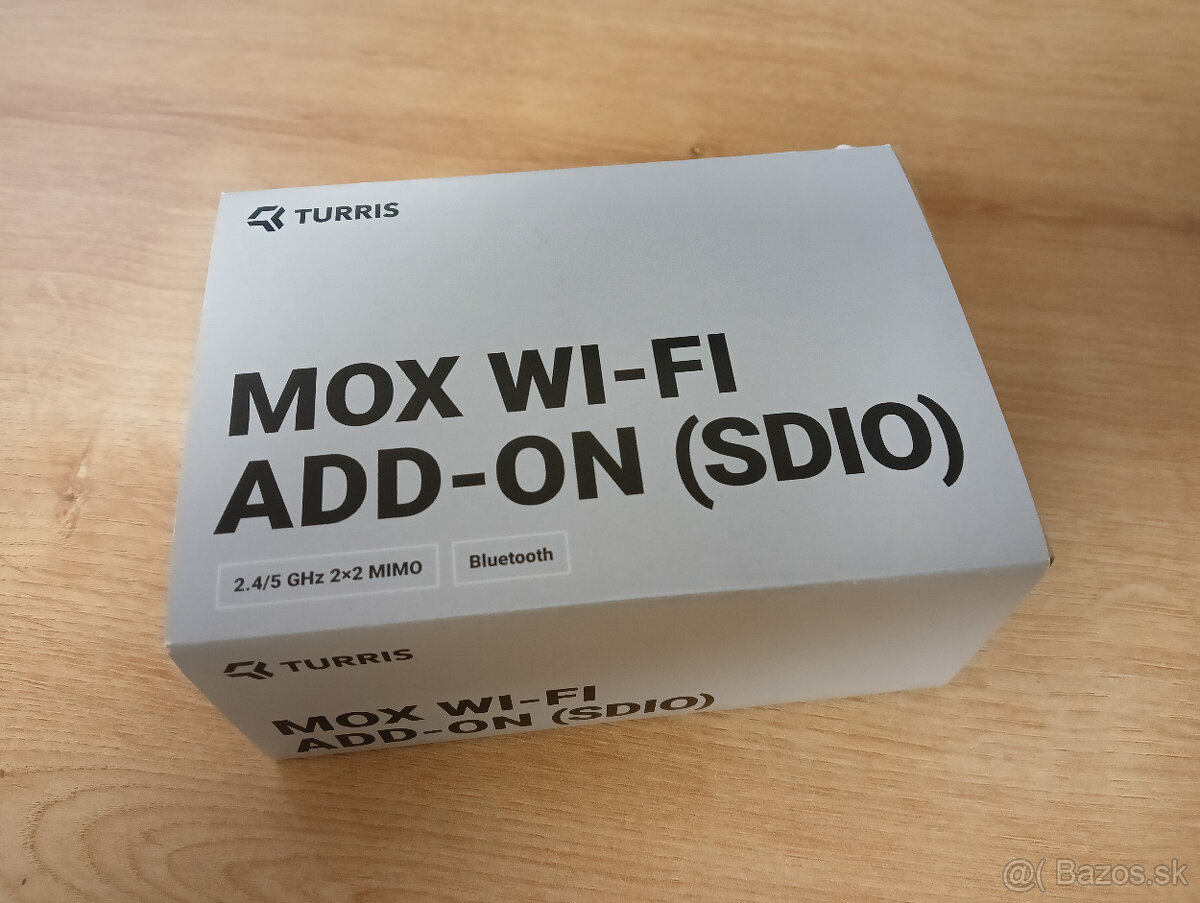 TURRIS
MOX WI-FI
ADD-ON (SDIO)
2.4/5 GHz 2×2 MIMO
Bluetooth
TURRIS
MOX WI-FI
ADD-ON (SDIO)
@( Bazos.sk